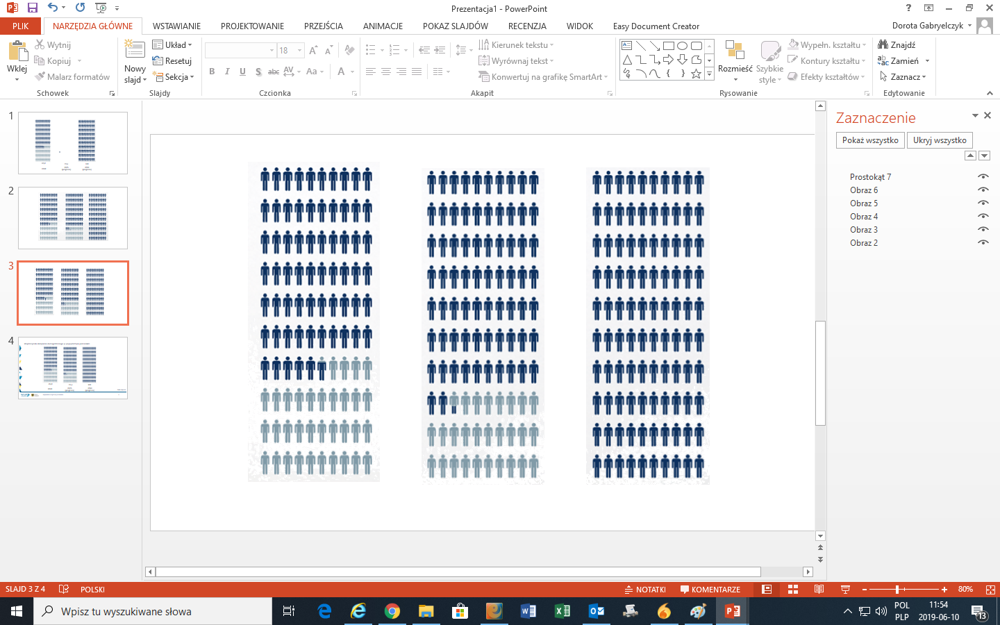 Prezentacja1 - PowerPoint
?
PLIK NARZĘDZIA GŁÓWNE WSTAWIANIE PROJEKTOWANIE PRZEJŚCIA ANIMACJE POKAZ SLAJDÓW RECENZJA WIDOK Easy Document Creator Dorota Gabryelczyk
Wklej
Wytnij
Kopiuj
Malarz formatów
Schowek
Nowy slajd
Układ
Resetuj
Sekcja
Slajdy
18
B I U S abc AV Aa A
Czcionka
Kierunek tekstu
Wyrównaj tekst
Konwertuj na grafikę SmartArt
Akapit
Rozmieść
Szybkie style
Wypełn. kształtu
Kontury kształtu
Efekty kształtów
Rysowanie
Znajdź
Zamień
Zaznacz
Edytowanie
1
2
3
4
Zaznaczenie
Pokaż wszystko Ukryj wszystko
Prostokąt 7
Obraz 6
Obraz 5
Obraz 4
Obraz 3
Obraz 2
SLAJD 3 Z 4 POLSKI NOTATKI KOMENTARZE 80%
Wpisz tu wyszukiwane słowa
POL
PLP
11:54
2019-06-10
13